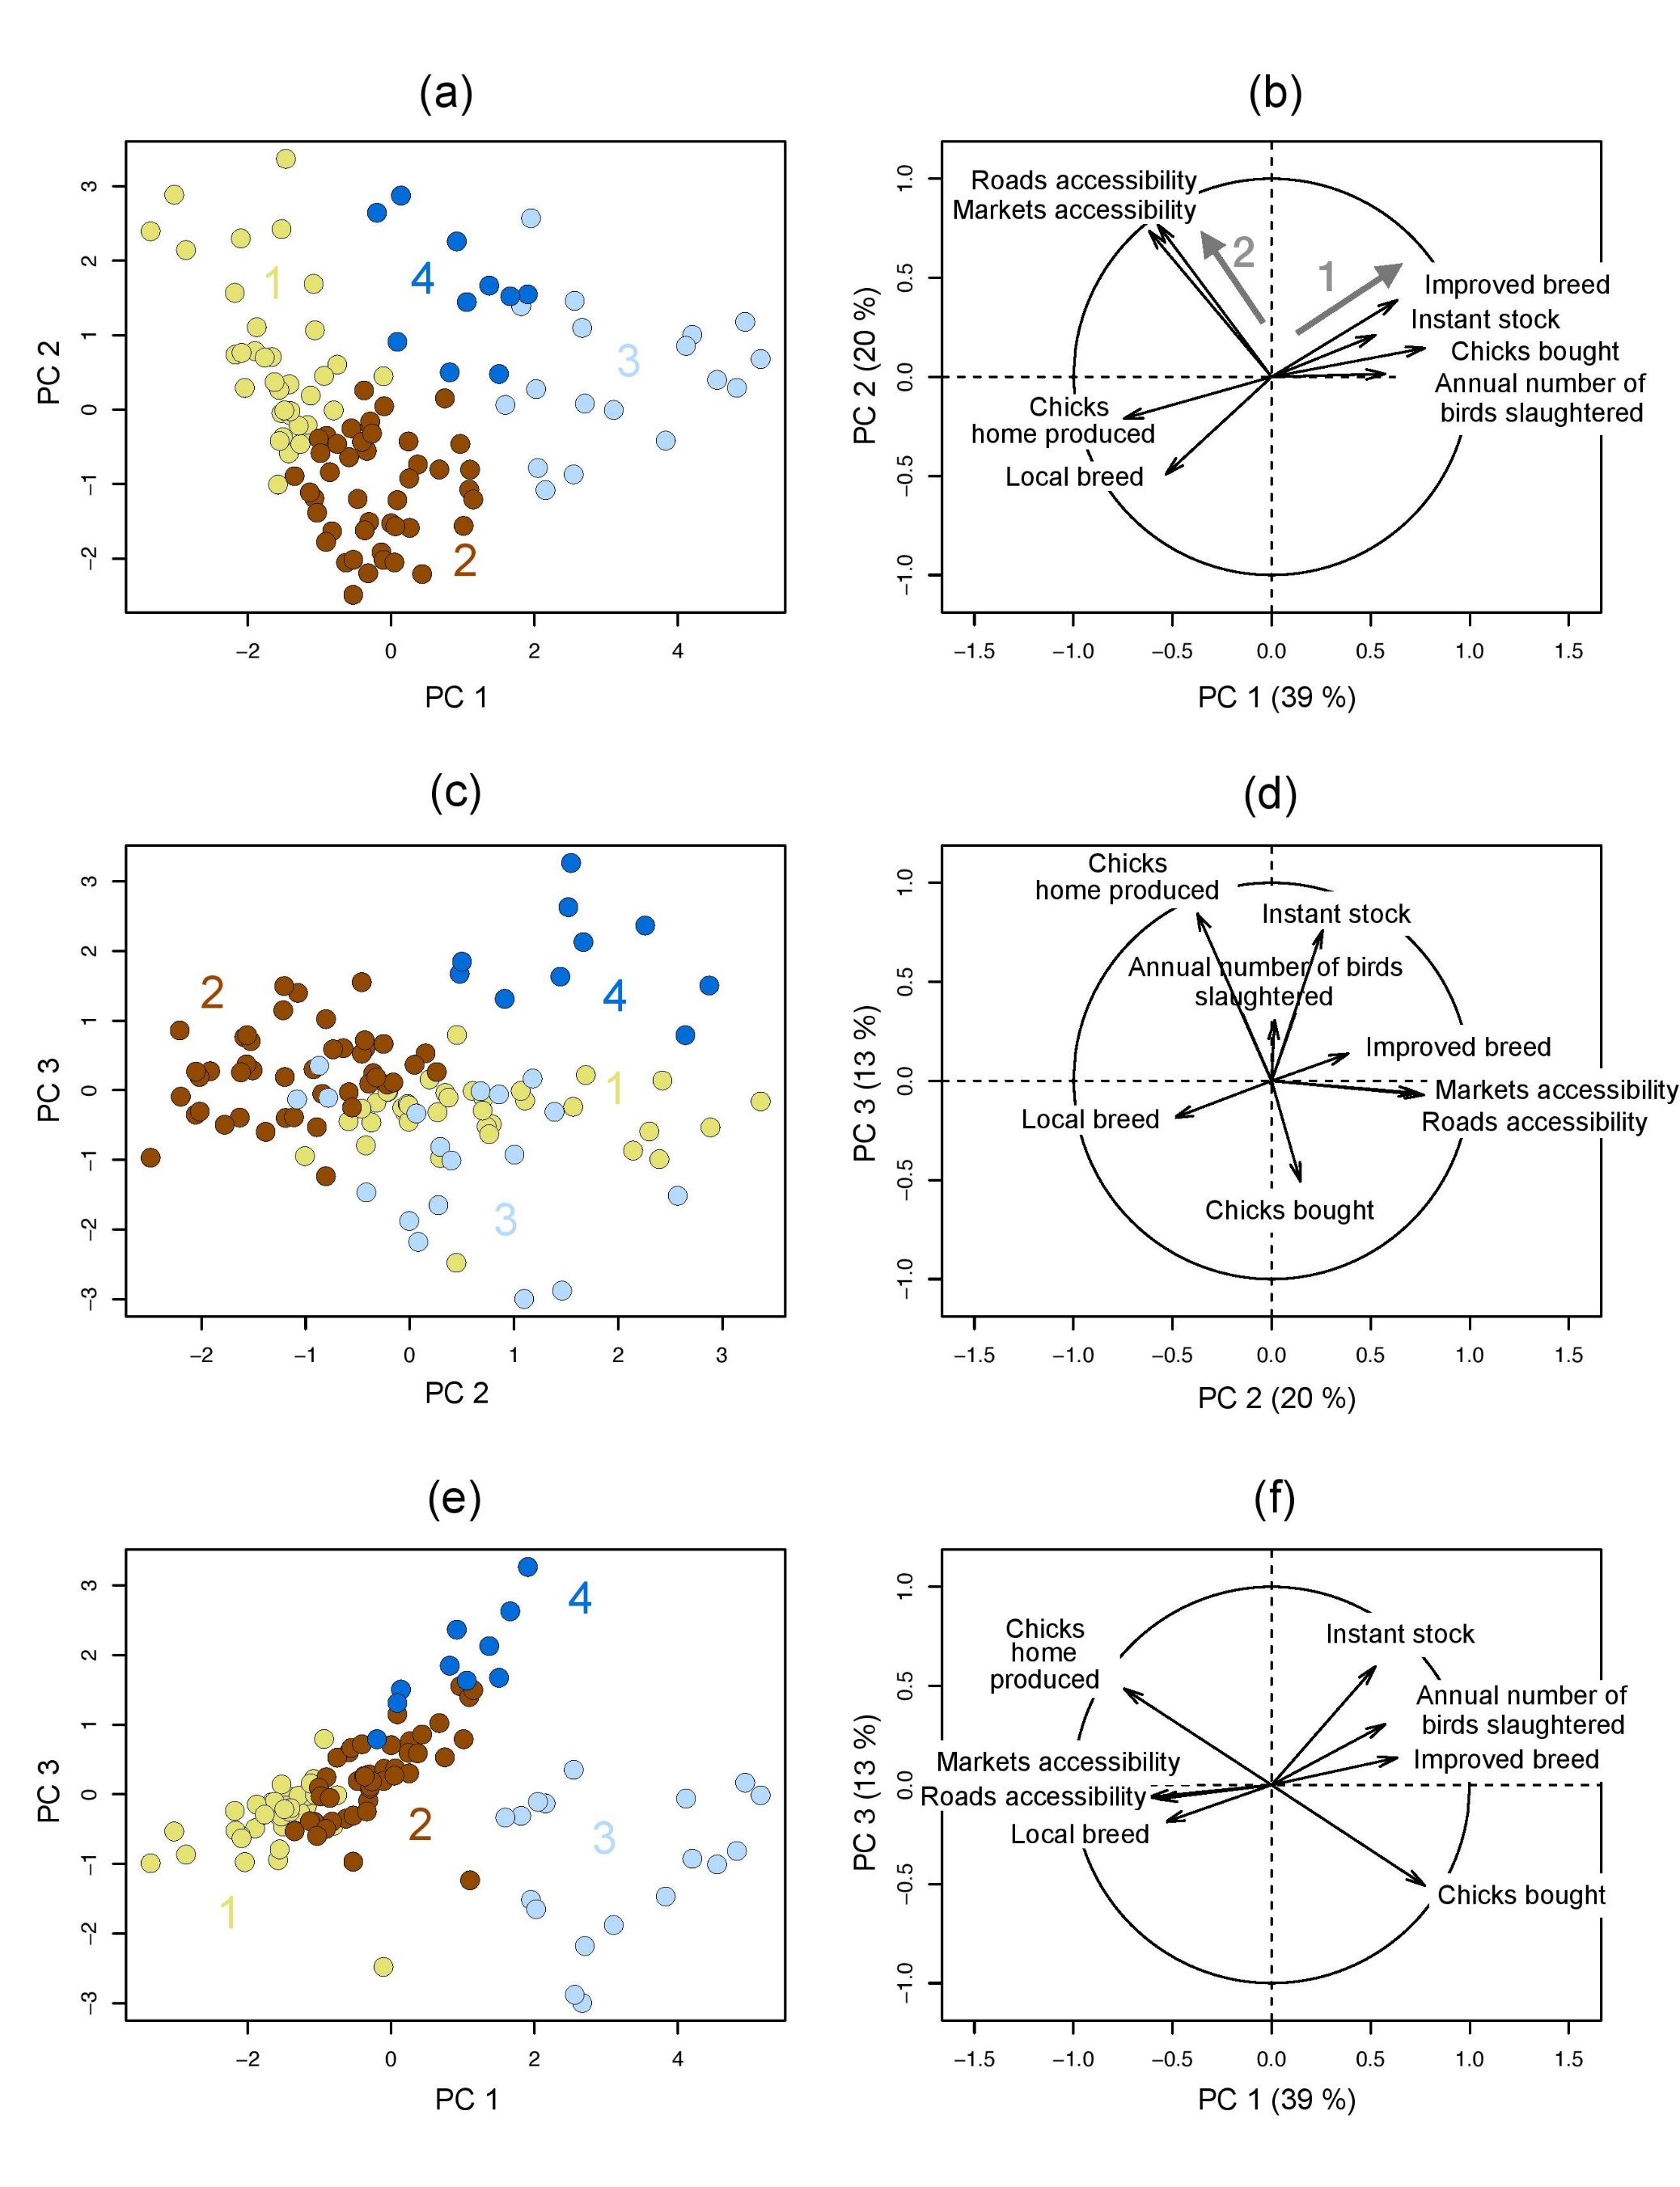 (a)
3
2
1
0
−1
−2
PC 2
1
4
3
2
−2
0
2
4
PC 1
(b)
1.0
0.5
0.0
−0.5
−1.0
PC 2 (20 %)
Roads accessibility
Markets accessibility
2
1
Improved breed
Instant stock
Chicks bought
Annual number of
birds slaughtered
Chicks
home produced
Local breed
−1.5
−1.0
−0.5
0.0
0.5
1.0
1.5
PC 1 (39 %)
(c)
3
2
1
0
−1
−2
−3
PC 3
2
4
1
3
−2
−1
0
1
2
3
PC 2
(d)
1.0
0.5
0.0
−0.5
−1.0
PC 3 (13 %)
Chicks
home produced
Instant stock
Annual number of birds
slaughtered
Improved breed
Markets accessibility
Roads accessibility
Local breed
Chicks bought
−1.5
−1.0
−0.5
0.0
0.5
1.0
1.5
PC 2 (20 %)
(e)
3
2
1
0
−1
−2
−3
PC 3
4
2
3
1
−2
0
2
4
PC 1
(f)
1.0
0.5
0.0
−0.5
−1.0
PC 3 (13 %)
Chicks
home
produced
Instant stock
Annual number of
birds slaughtered
Improved breed
Markets accessibility
Roads accessibility
Local breed
Chicks bought
−1.5
−1.0
−0.5
0.0
0.5
1.0
1.5
PC 1 (39 %)